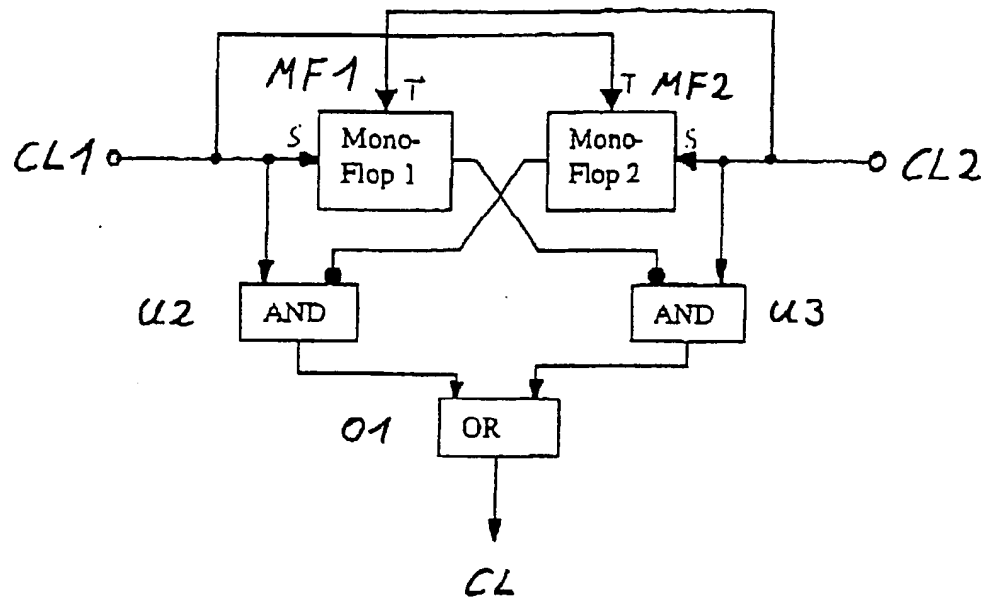 MF1
T
T
MF2
CL1
S
Mono-
Flop 1
Mono-
Flop 2
S
CL2
U2
AND
AND
U3
O1
OR
CL